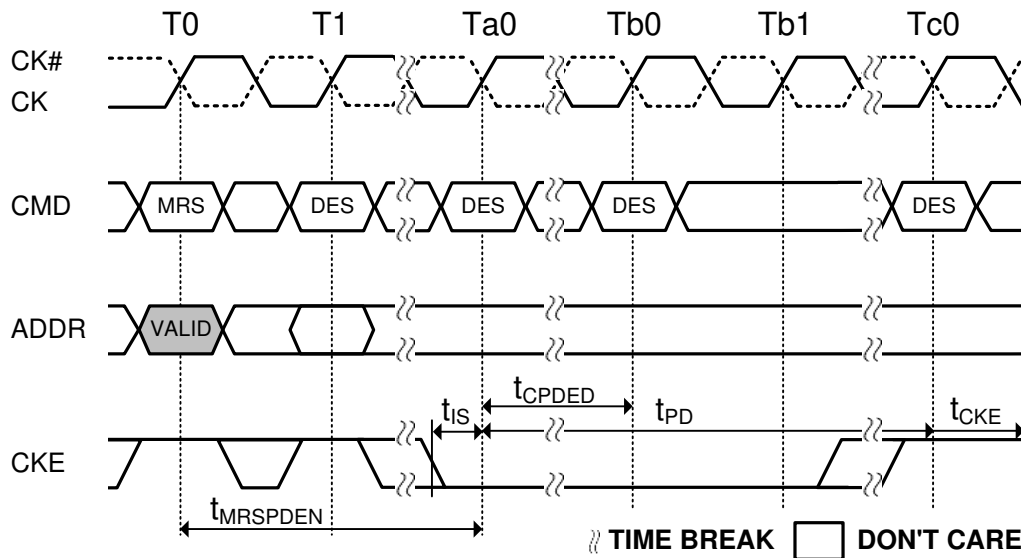 T0 T1 Ta0 Tb0 Tb1 Tc0
CK#
CK
CMD MRS DES DES DES DES
ADDR VALID
tIS tCPDED tPD tCKE
CKE
tMRSPDEN
TIME BREAK DON'T CARE